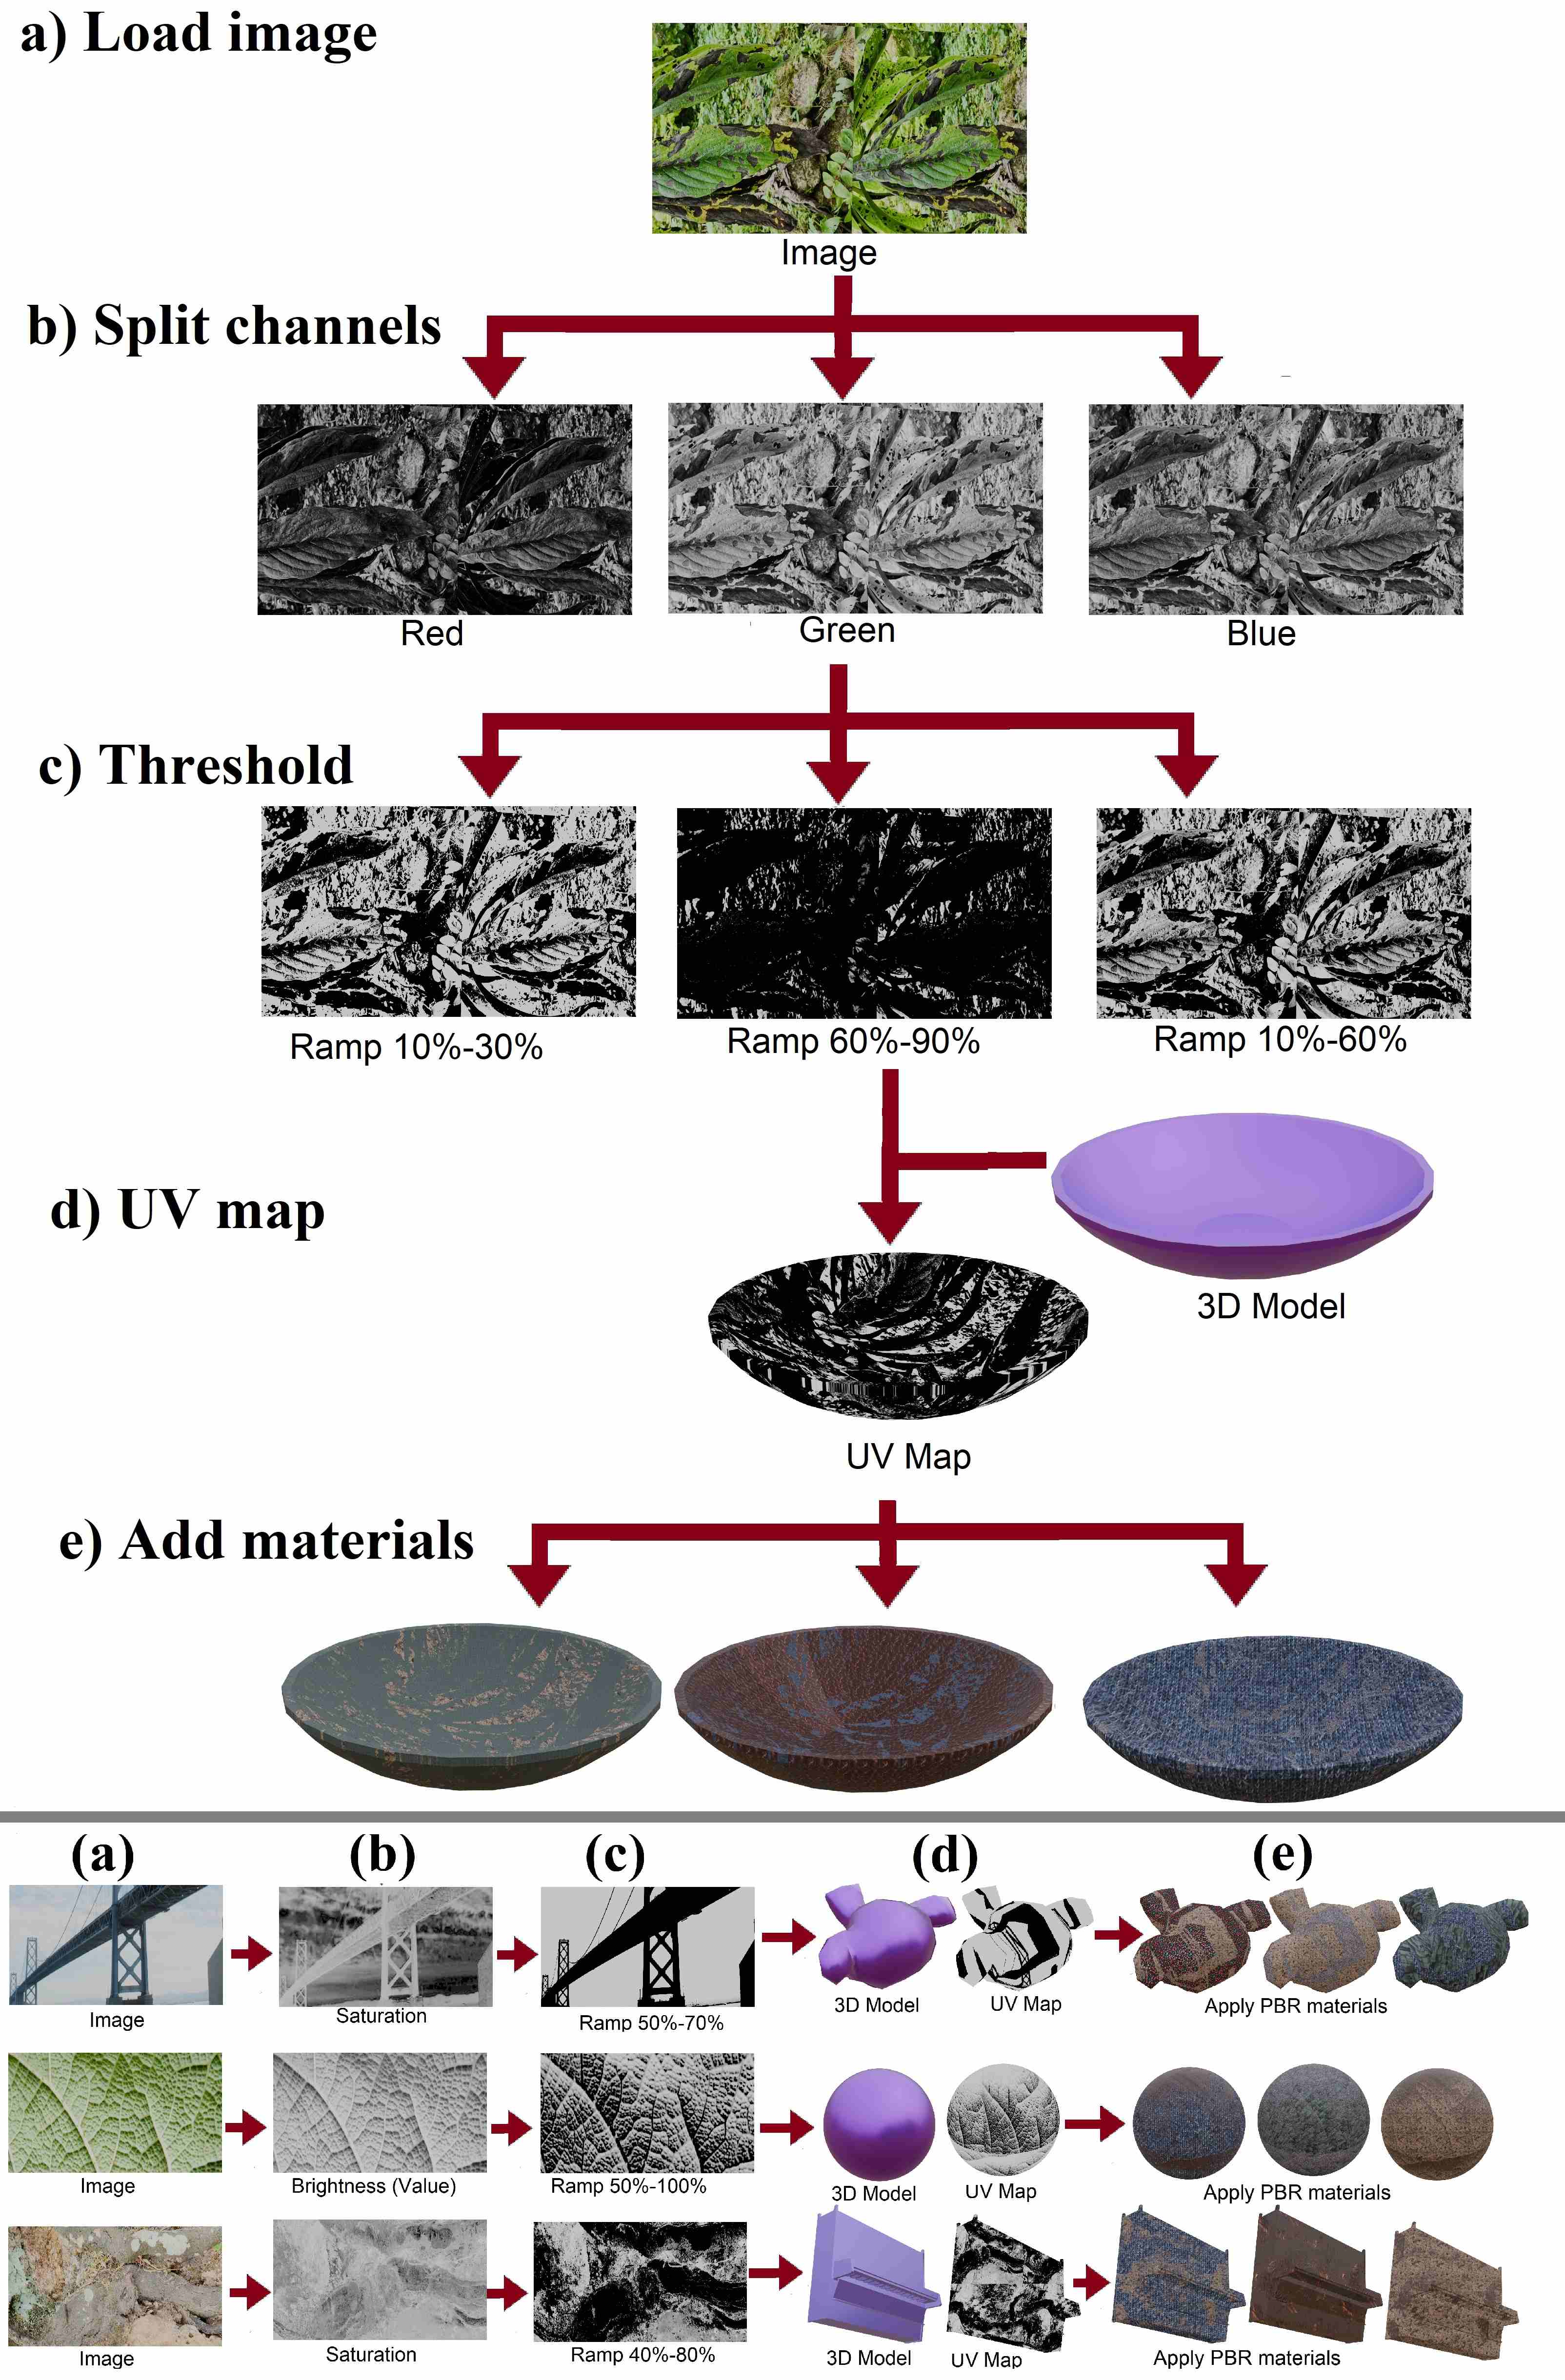 a) Load image
Image
b) Split channels
Red
Green
Blue
c) Threshold
Ramp 10%-30%
Ramp 60%-90%
Ramp 10%-60%
d) UV map
3D Model
UV Map
e) Add materials
(a)
(b)
(c)
(d)
(e)
Image
Saturation
Ramp 50%-70%
3D Model
UV Map
Apply PBR materials
Image
Brightness (Value)
Ramp 50%-100%
3D Model
UV Map
Apply PBR materials
Image
Saturation
Ramp 40%-80%
3D Model
UV Map
Apply PBR materials